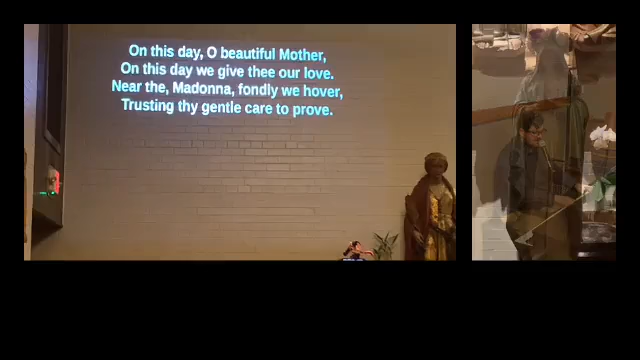 On this day, O beautiful Mother,
On this day we give thee our love.
Near the, Madonna, fondly we hover,
Trusting thy gentle care to prove.